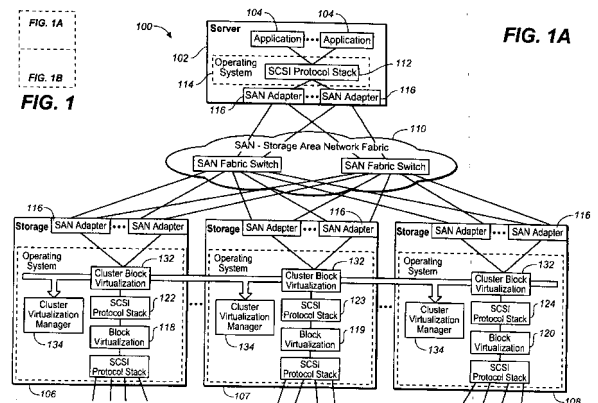 FIG. 1A
FIG. 1B
FIG. 1
FIG. 1A
100
104
104
Server
Application ••• Application
102
Operating System
114
SCSI Protocol Stack
112
SAN Adapter ••• SAN Adapter
116
116
110
SAN - Storage Area Network Fabric
SAN Fabric Switch
SAN Fabric Switch
116
116
116
Storage
SAN Adapter ••• SAN Adapter
Storage
SAN Adapter ••• SAN Adapter
Storage
SAN Adapter ••• SAN Adapter
Operating System
132
Cluster Block Virtualization
Cluster Virtualization Manager
134
122
SCSI Protocol Stack
118
Block Virtualization
SCSI Protocol Stack
106
Operating System
132
Cluster Block Virtualization
Cluster Virtualization Manager
134
123
SCSI Protocol Stack
119
Block Virtualization
SCSI Protocol Stack
107
Operating System
132
Cluster Block Virtualization
Cluster Virtualization Manager
134
124
SCSI Protocol Stack
120
Block Virtualization
SCSI Protocol Stack
108